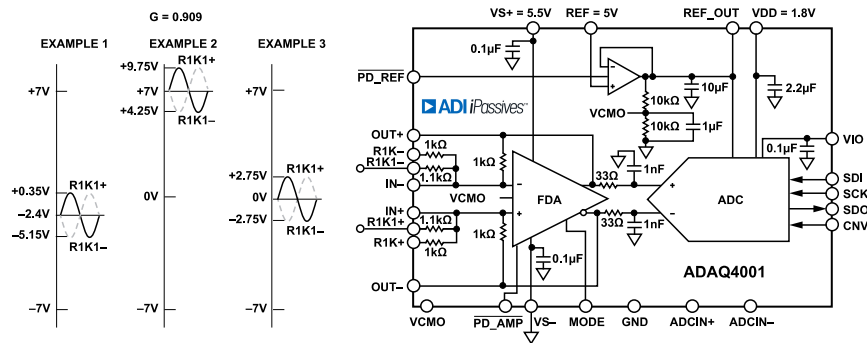 G = 0.909
EXAMPLE 1
EXAMPLE 2
EXAMPLE 3
+9.75V
R1K1+
+7V
+7V
+7V
+4.25V
R1K1–
+0.35V
R1K1+
–2.4V
–5.15V
R1K1–
0V
+2.75V
R1K1+
0V
–2.75V
R1K1–
–7V
–7V
–7V
VS+ = 5.5V
REF = 5V
REF_OUT
VDD = 1.8V
0.1µF
PD_REF
10µF
2.2µF
10kΩ
VCMO
10kΩ
1µF
ADI iPassives™
VIO
0.1µF
OUT+
R1K–
1kΩ
R1K1–
1.1kΩ
IN–
1kΩ
VCMO
IN+
R1K1+
1.1kΩ
R1K+
1kΩ
1kΩ
OUT–
–
+
FDA
33Ω
1nF
33Ω
1nF
0.1µF
–
+
+
–
ADC
SDI
SCK
SDO
CNV
ADAQ4001
VCMO
PD_AMP
VS–
MODE
GND
ADCIN+
ADCIN–